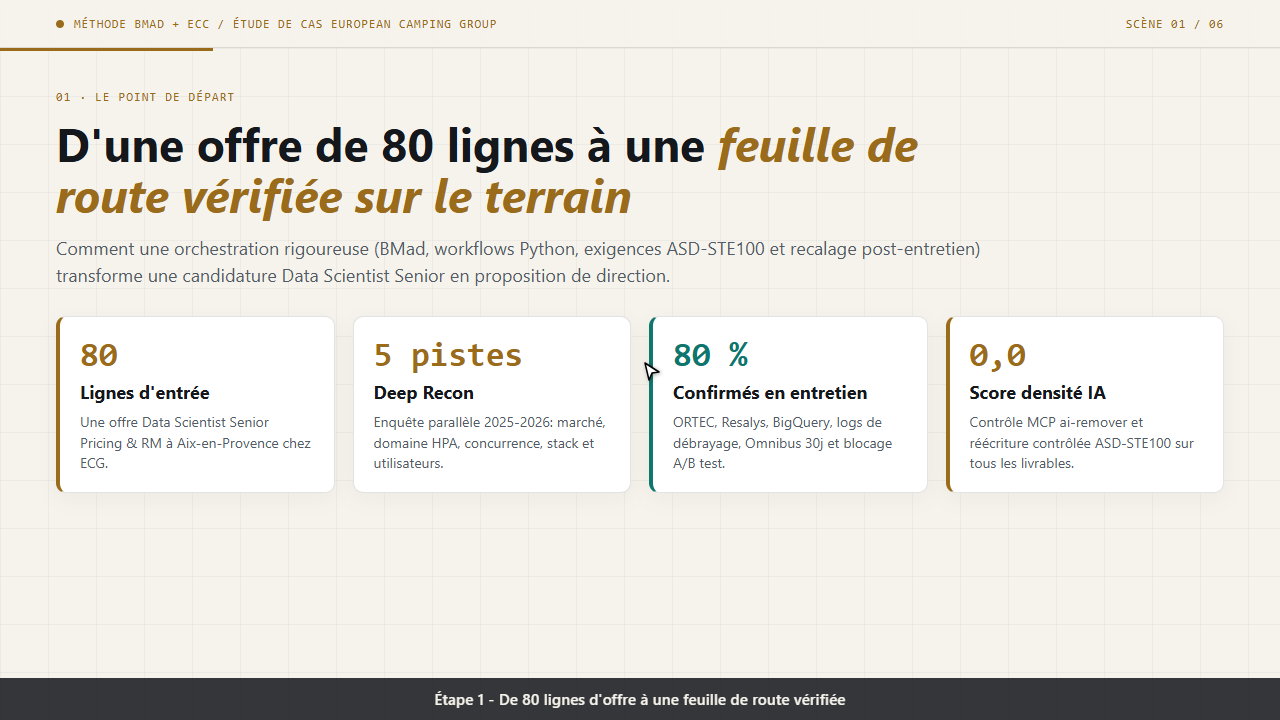 MÉTHODE BMAD + ECC / ÉTUDE DE CAS EUROPEAN CAMPING GROUP
SCÈNE 01 / 06
01 · LE POINT DE DÉPART
D'une offre de 80 lignes à une feuille de
route vérifiée sur le terrain
Comment une orchestration rigoureuse (BMad, workflows Python, exigences ASD-STE100 et recalage post-entretien)
transforme une candidature Data Scientist Senior en proposition de direction.
80
Lignes d'entrée
Une offre Data Scientist Senior
Pricing & RM à Aix-en-Provence chez
ECG.
5 pistes
Deep Recon
Enquête parallèle 2025-2026: marché,
domaine HPA, concurrence, stack et
utilisateurs.
80 %
Confirmés en entretien
ORTEC, Resalys, BigQuery, logs de
débrayage, Omnibus 30j et blocage
A/B test.
0,0
Score densité IA
Contrôle MCP ai-remover et
réécriture contrôlée ASD-STE100 sur
tous les livrables.
Étape 1 - De 80 lignes d'offre à une feuille de route vérifiée